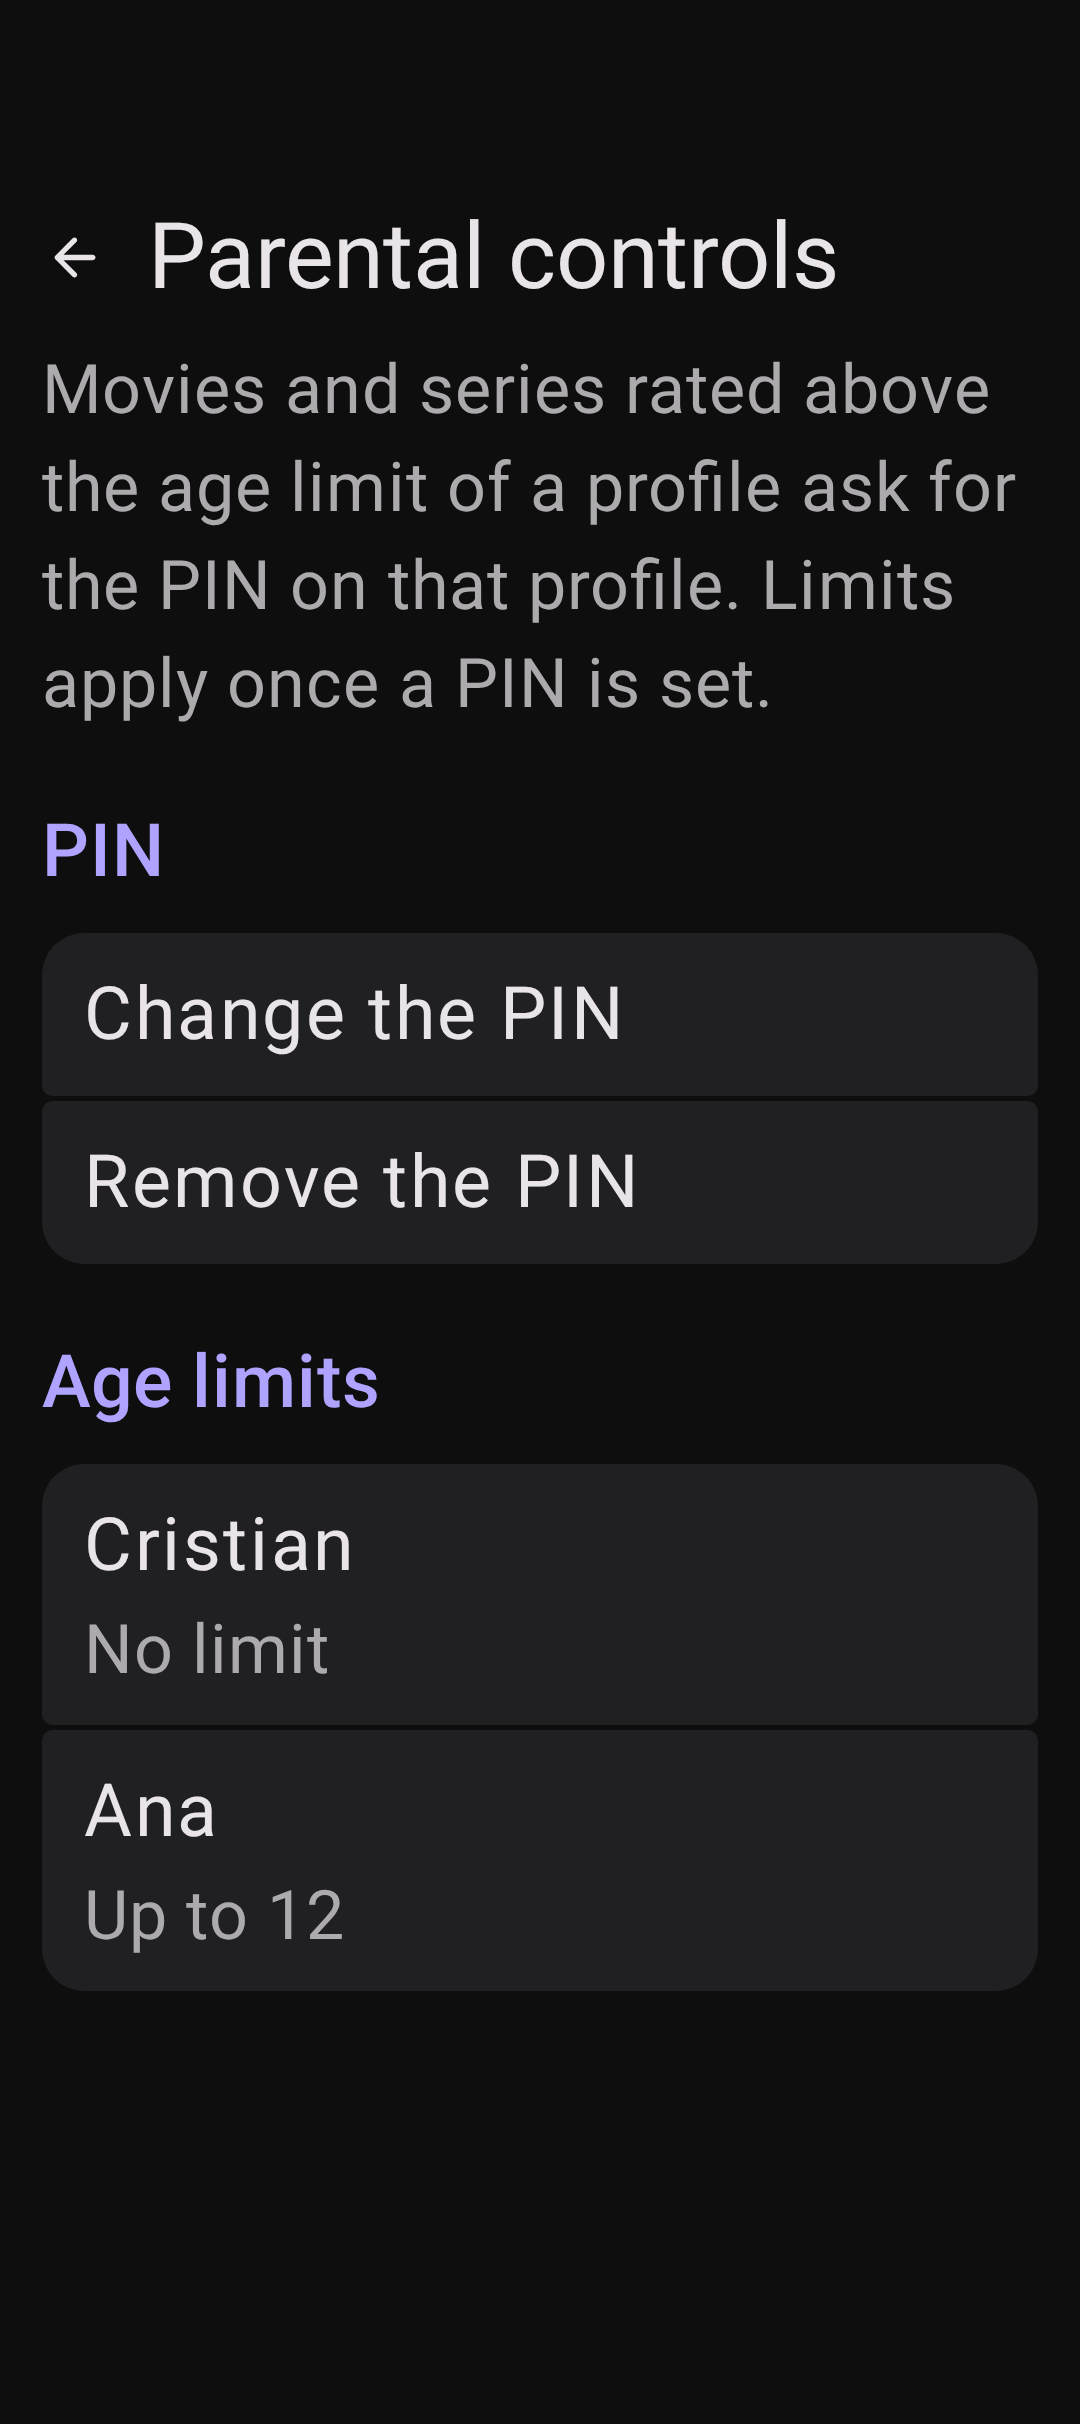 Parental controls
Movies and series rated above
the age limit of a profile ask for
the PIN on that profile. Limits
apply once a PIN is set.
PIN
Change the PIN
Remove the PIN
Age limits
Cristian
No limit
Ana
Up to 12